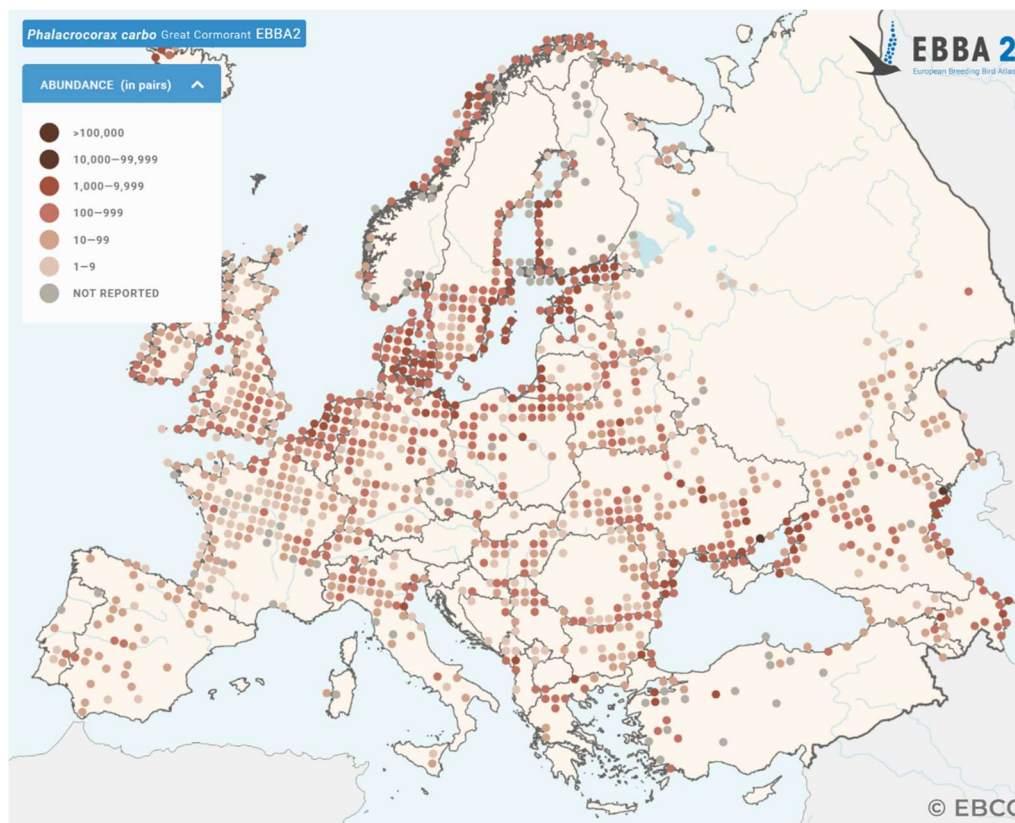 Phalacrocorax carbo Great Cormorant EBBA2
EBBA 2
European Breeding Bird Atlas
ABUNDANCE (in pairs)
>100,000
10,000—99,999
1,000—9,999
100—999
10—99
1—9
NOT REPORTED
© EBCC